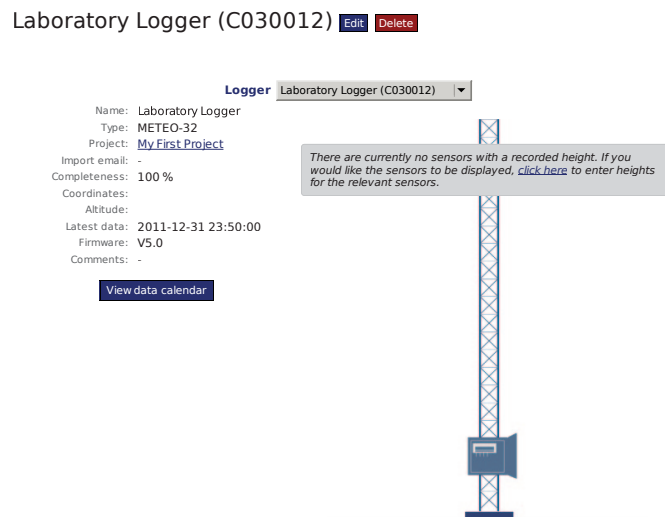 Laboratory Logger (C030012) Edit Delete
Logger Laboratory Logger (C030012)
Name: Laboratory Logger
Type: METEO-32
Project: My First Project
Import email: -
Completeness: 100 %
Coordinates:
Altitude:
Latest data: 2011-12-31 23:50:00
Firmware: V5.0
Comments: -
View data calendar
There are currently no sensors with a recorded height. If you
would like the sensors to be displayed, click here to enter heights
for the relevant sensors.